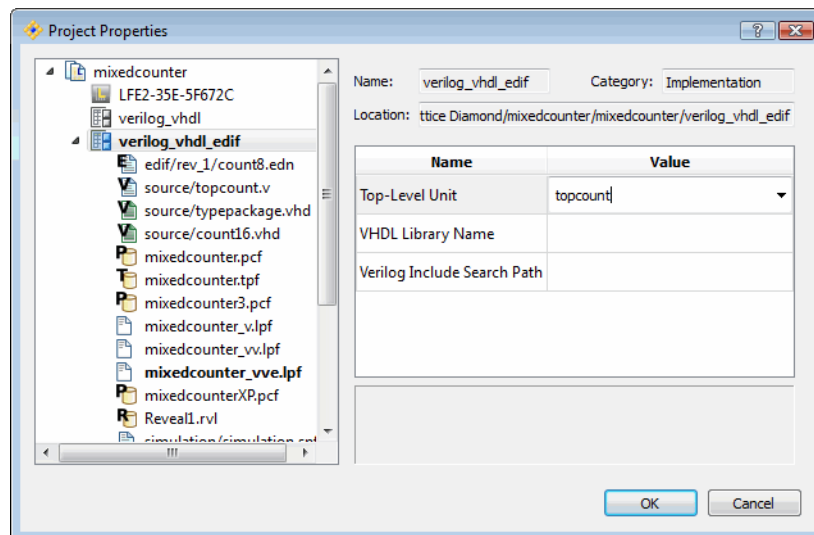 Project Properties
mixedcounter
LFE2-35E-5F672C
verilog_vhdl
verilog_vhdl_edif
edif/rev_1/count8.edn
source/topcount.v
source/typepackage.vhd
source/count16.vhd
mixedcounter.pcf
mixedcounter.tpf
mixedcounter3.pcf
mixedcounter_v.lpf
mixedcounter_vv.lpf
mixedcounter_vve.lpf
mixedcounterXP.pcf
Reveal1.rvl
Name: verilog_vhdl_edif Category: Implementation
Location: ttice Diamond/mixedcounter/mixedcounter/verilog_vhdl_edif
Name Value
Top-Level Unit topcount
VHDL Library Name
Verilog Include Search Path
OK Cancel